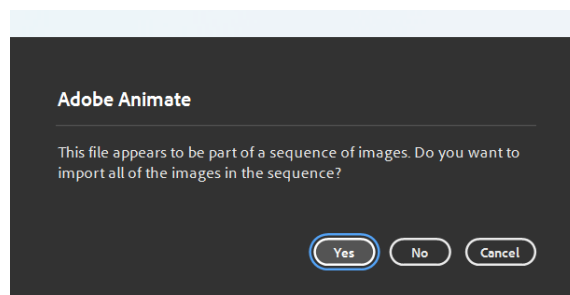 Adobe Animate
This file appears to be part of a sequence of images. Do you want to
import all of the images in the sequence?
Yes No Cancel